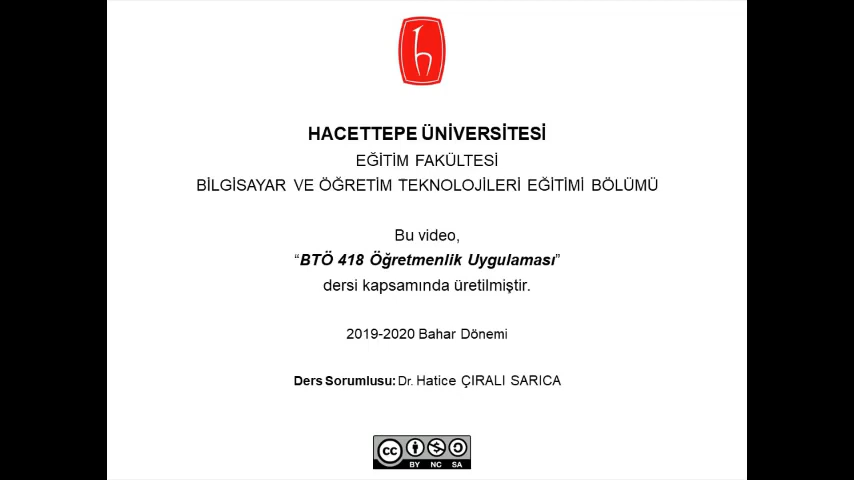 HACETTEPE ÜNİVERSİTESİ
EĞİTİM FAKÜLTESİ
BİLGİSAYAR VE ÖĞRETİM TEKNOLOJİLERİ EĞİTİMİ BÖLÜMÜ
Bu video,
“BTÖ 418 Öğretmenlik Uygulaması”
dersi kapsamında üretilmiştir.
2019-2020 Bahar Dönemi
Ders Sorumlusu: Dr. Hatice ÇIRALI SARICA
cc
BY NC SA